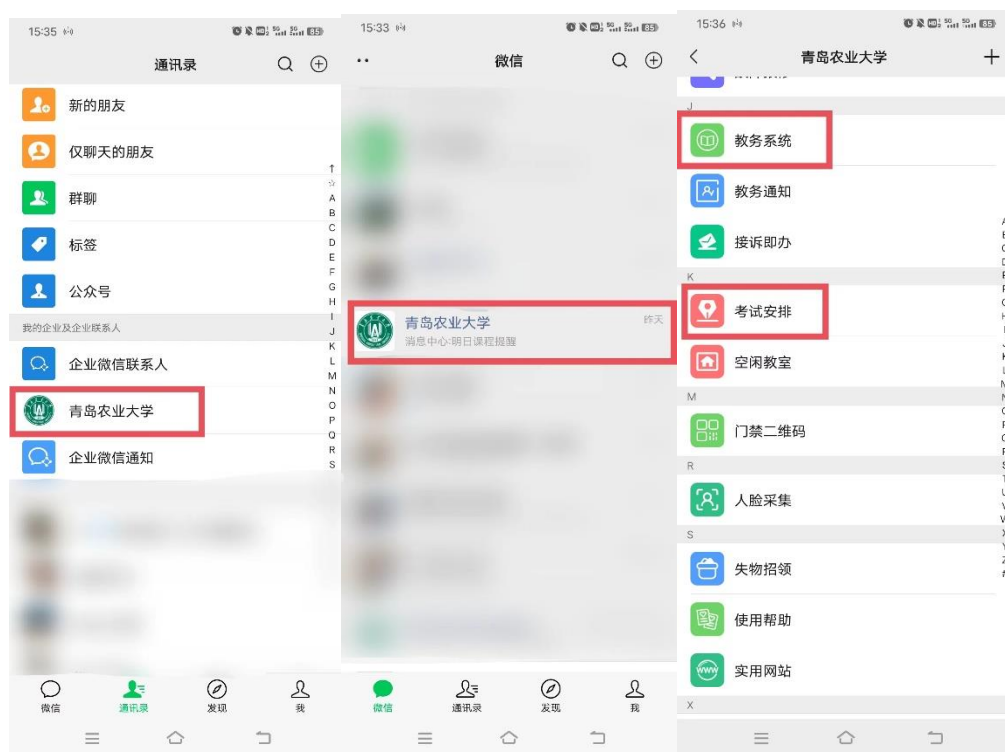 15:35
通讯录
新的朋友
仅聊天的朋友
群聊
标签
公众号
我的企业及企业联系人
企业微信联系人
青岛农业大学
企业微信通知
↑
☆
A
B
C
D
E
F
G
H
I
J
K
L
M
N
O
P
Q
R
S
微信
通讯录
发现
我
15:33
微信
青岛农业大学
昨天
消息中心:明日课程提醒
微信
通讯录
发现
我
15:36
青岛农业大学
J
教务系统
教务通知
接诉即办
K
考试安排
空闲教室
M
门禁二维码
R
人脸采集
S
失物招领
使用帮助
www
实用网站
X